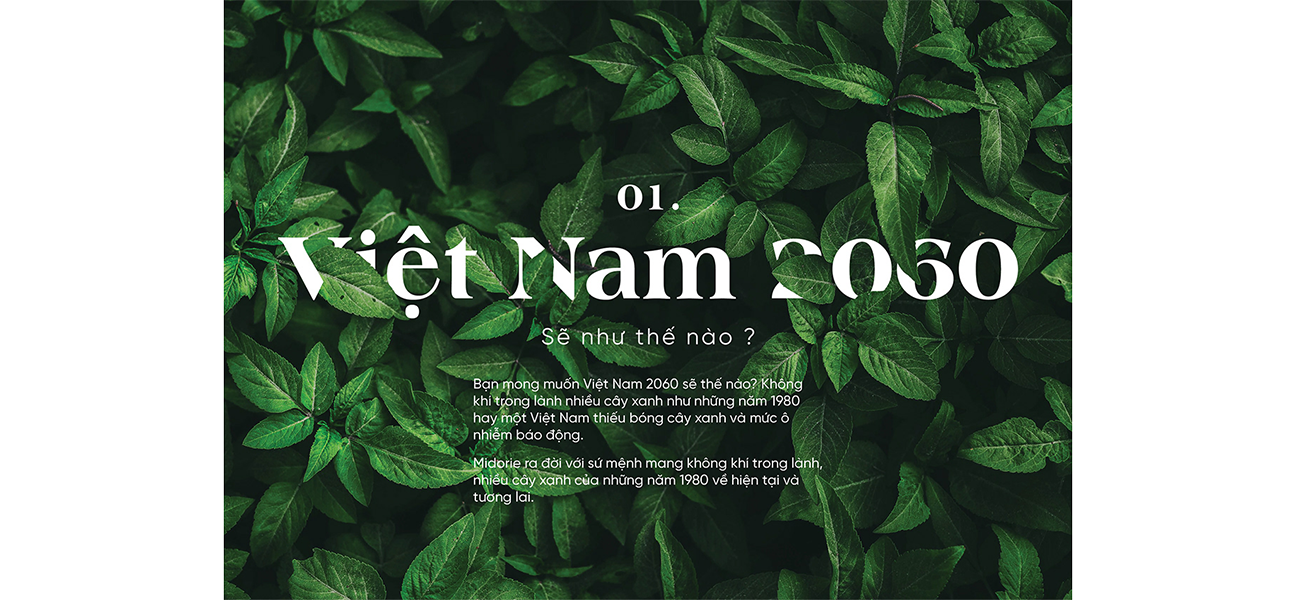 01.
Việt Nam 2060
Sẽ như thế nào ?
Bạn mong muốn Việt Nam 2060 sẽ thế nào? Không
khí trong lành nhiều cây xanh như những năm 1980
hay một Việt Nam thiếu bóng cây xanh và mức ô
nhiễm báo động.
Midorie ra đời với sứ mệnh mang không khí trong lành,
nhiều cây xanh của những năm 1980 về hiện tại và
tương lai.